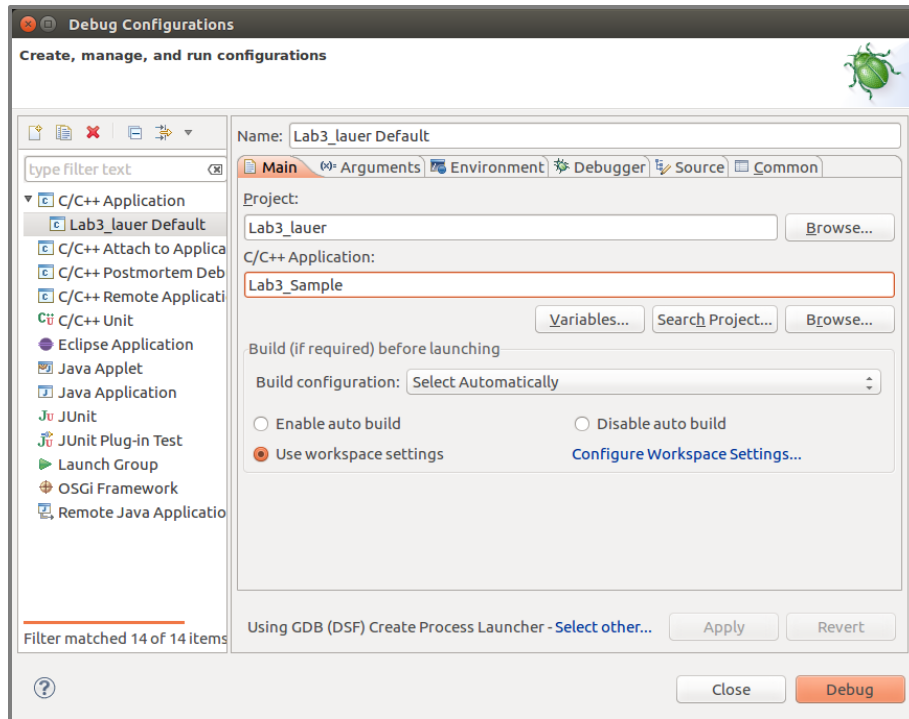 Debug Configurations
Create, manage, and run configurations
Name: Lab3_lauer Default
type filter text
Main (x)= Arguments Environment Debugger Source Common
C/C++ Application
Lab3_lauer Default
C/C++ Attach to Applica
C/C++ Postmortem Deb
C/C++ Remote Applicati
C/C++ Unit
Eclipse Application
Java Applet
Java Application
JUnit
JUnit Plug-in Test
Launch Group
OSGi Framework
Remote Java Applicatio
Filter matched 14 of 14 items
Project:
Lab3_lauer Browse...
C/C++ Application:
Lab3_Sample
Variables... Search Project... Browse...
Build (if required) before launching
Build configuration: Select Automatically
Enable auto build Disable auto build
Use workspace settings Configure Workspace Settings...
Using GDB (DSF) Create Process Launcher - Select other... Apply Revert
? Close Debug